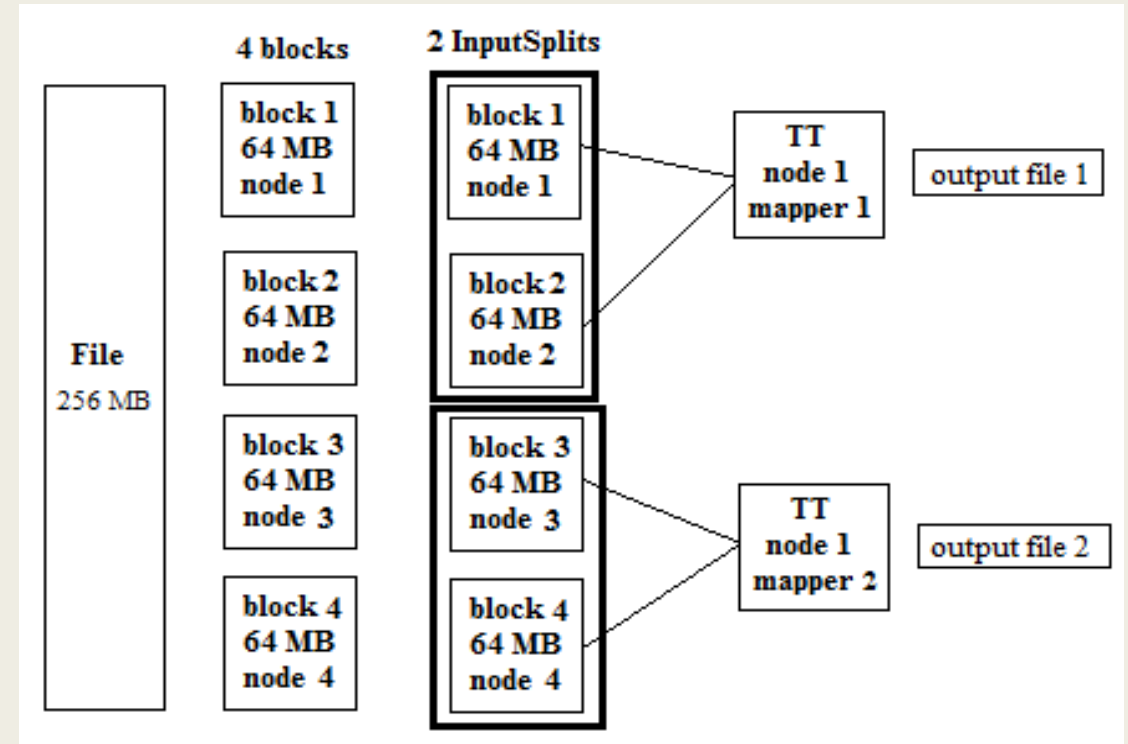 4 blocks
2 InputSplits
File
256 MB
block 1
64 MB
node 1
block 2
64 MB
node 2
block 3
64 MB
node 3
block 4
64 MB
node 4
block 1
64 MB
node 1
block 2
64 MB
node 2
block 3
64 MB
node 3
block 4
64 MB
node 4
TT
node 1
mapper 1
output file 1
TT
node 1
mapper 2
output file 2